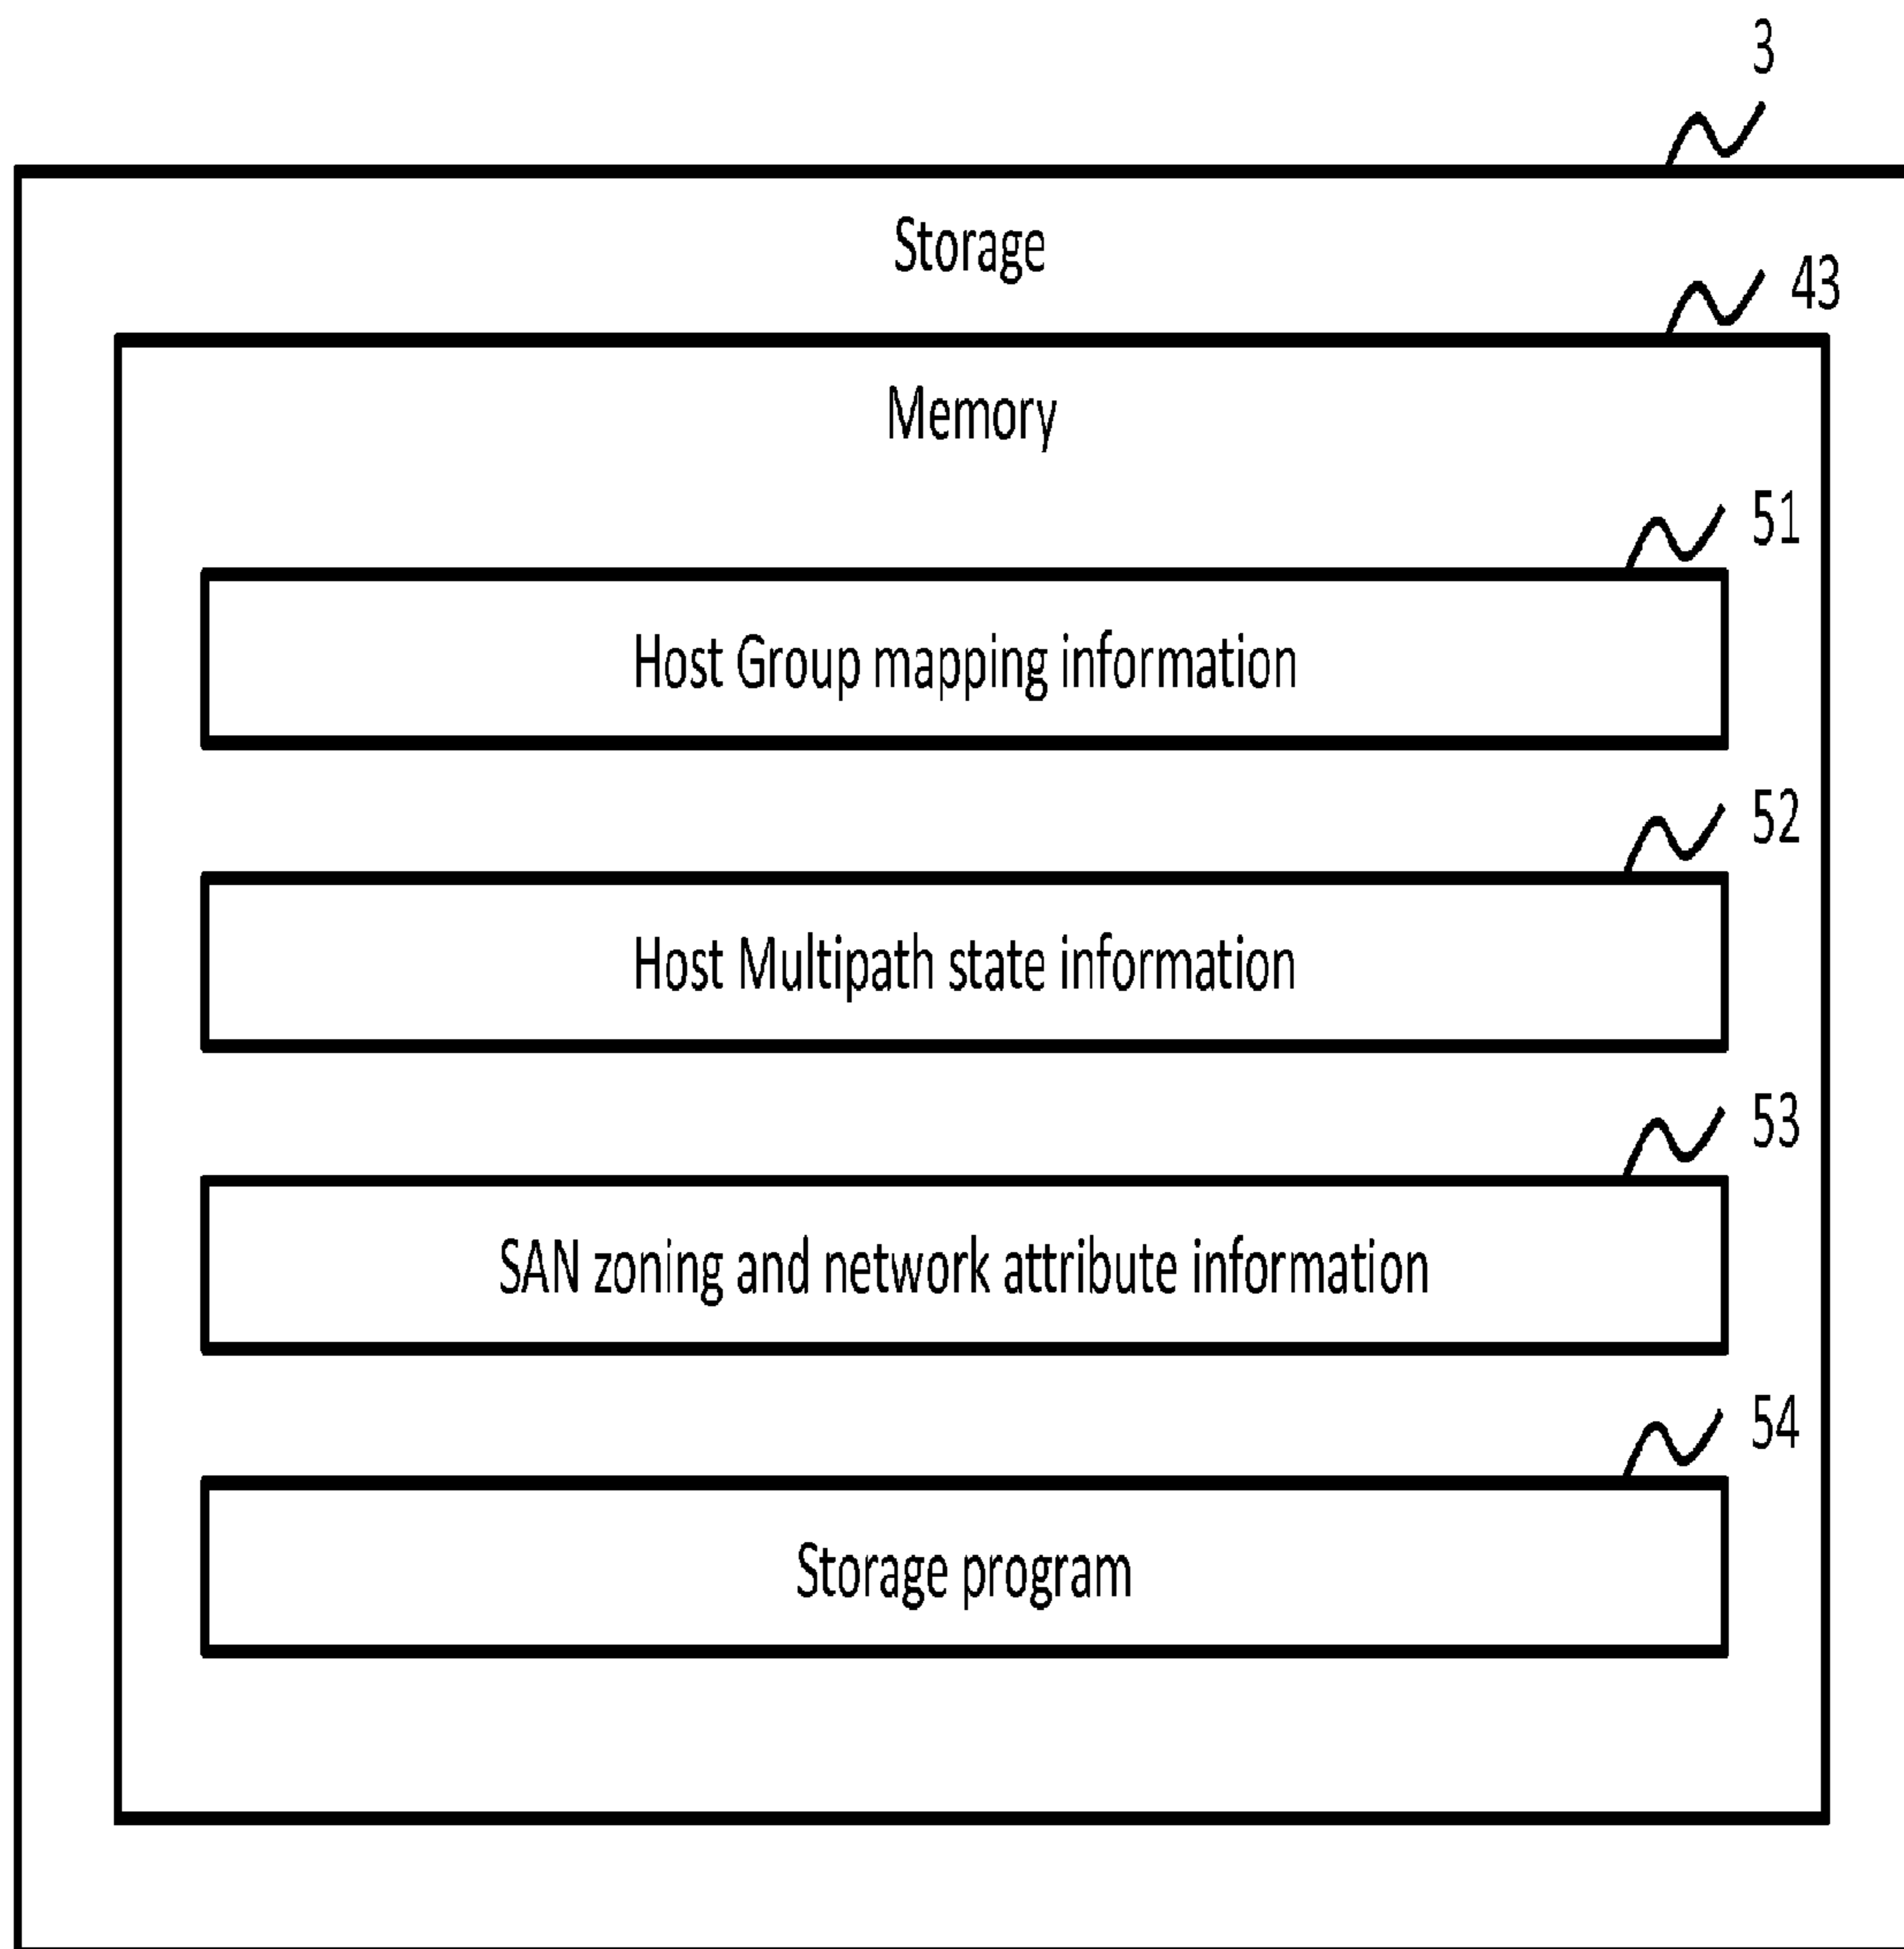 3
Storage
43
Memory
51
Host Group mapping information
52
Host Multipath state information
53
SAN zoning and network attribute information
54
Storage program